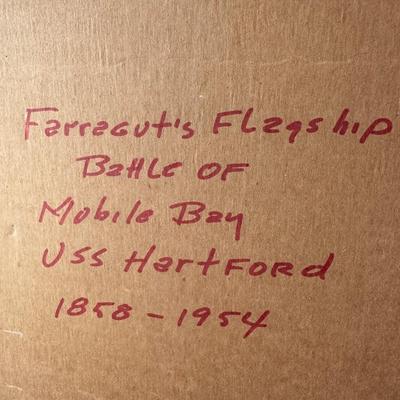 Farragut's Flagship
Battle of
Mobile Bay
USS Hartford
1858 - 1954